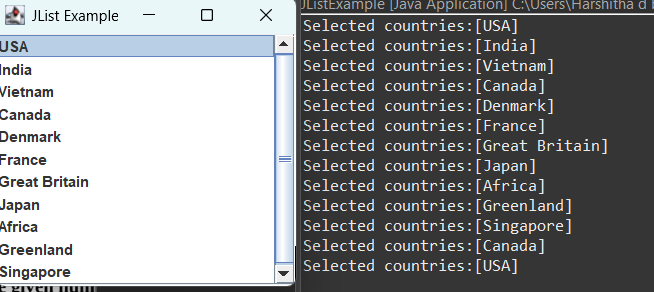 JList Example
USA
India
Vietnam
Canada
Denmark
France
Great Britain
Japan
Africa
Greenland
Singapore
JListExample [Java Application] C:\Users\Harshitha d b
Selected countries:[USA]
Selected countries:[India]
Selected countries:[Vietnam]
Selected countries:[Canada]
Selected countries:[Denmark]
Selected countries:[France]
Selected countries:[Great Britain]
Selected countries:[Japan]
Selected countries:[Africa]
Selected countries:[Greenland]
Selected countries:[Singapore]
Selected countries:[Canada]
Selected countries:[USA]